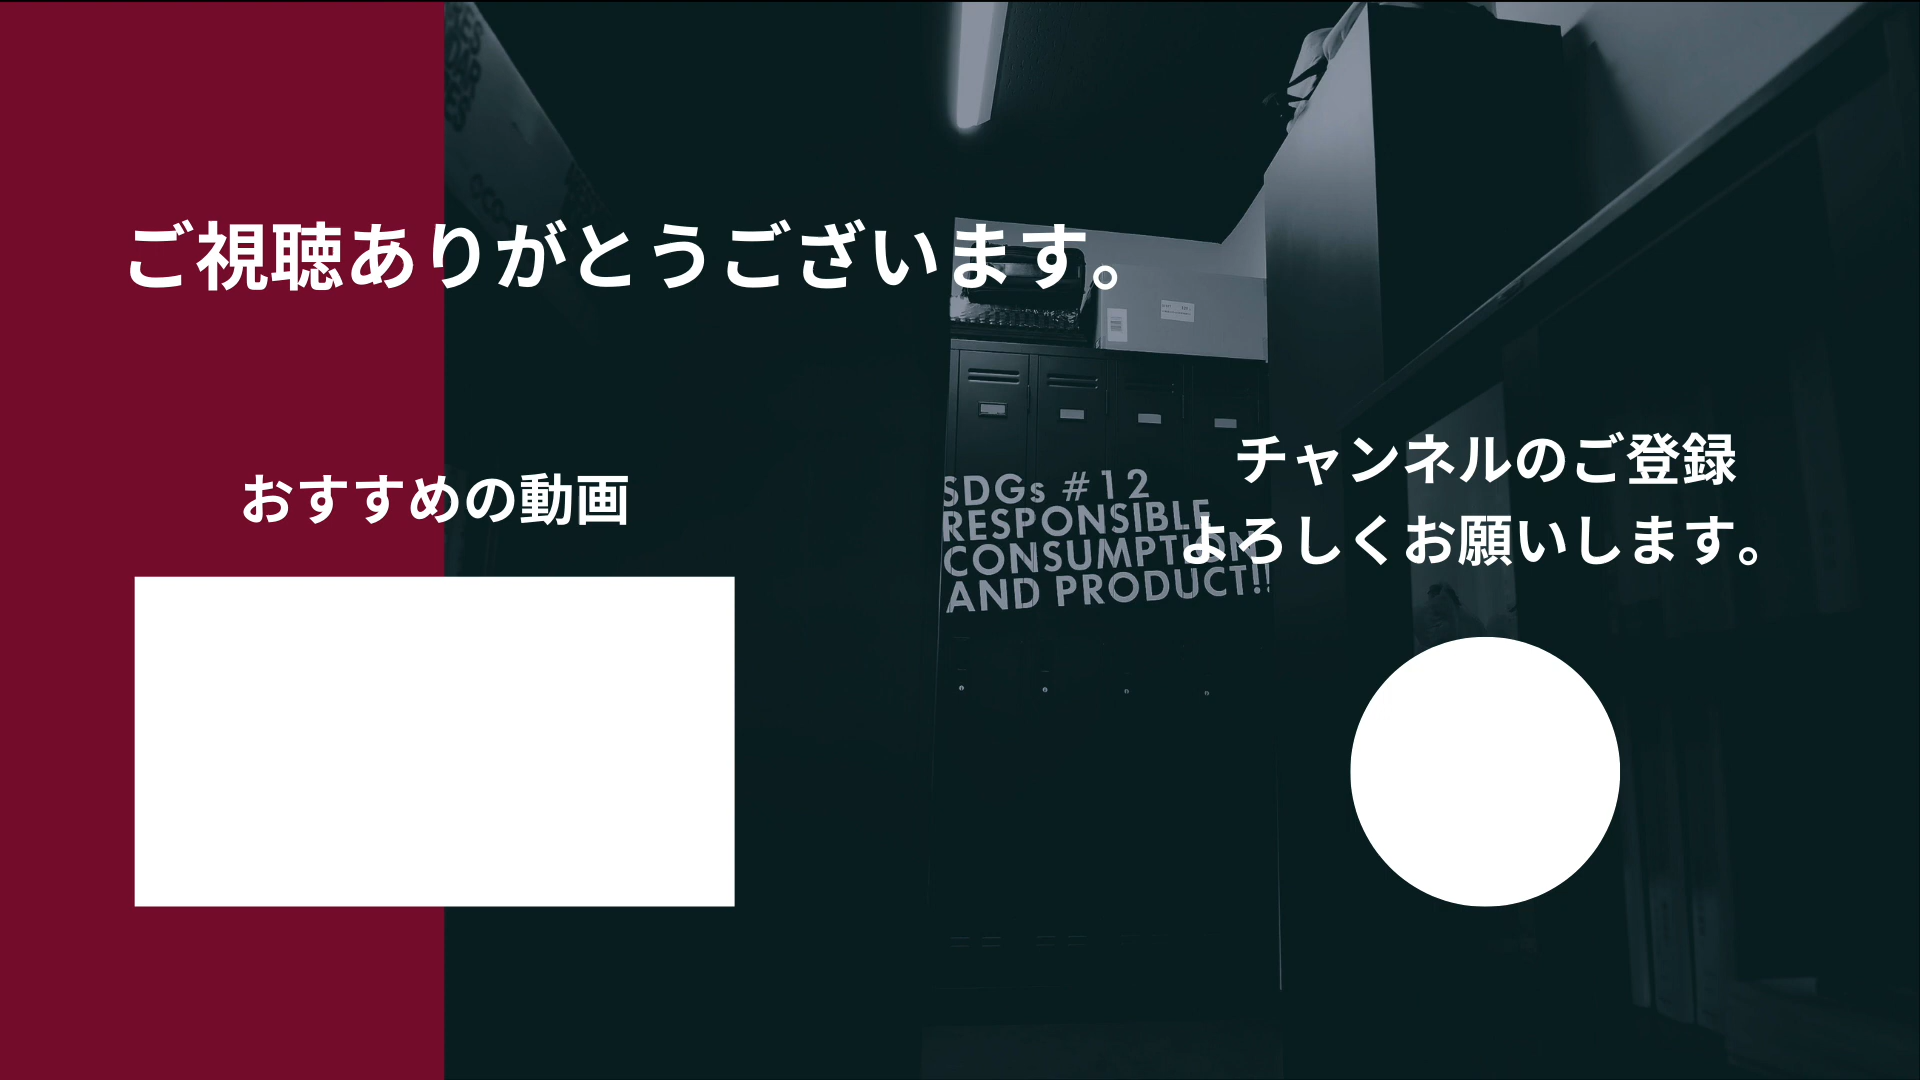 ご視聴ありがとうございます。
おすすめの動画
チャンネルのご登録
よろしくお願いします。
SDGs #12
RESPONSIBLE
CONSUMPTION
AND PRODUCT!!